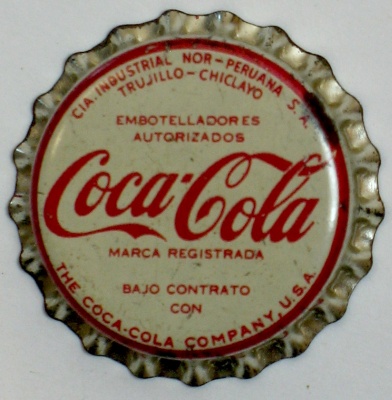 CIA. INDUSTRIAL NOR-PERUANA S.A.
TRUJILLO-CHICLAYO
EMBOTELLADORES
AUTORIZADOS
Coca-Cola
MARCA REGISTRADA
BAJO CONTRATO
CON
THE COCA-COLA COMPANY, U.S.A.